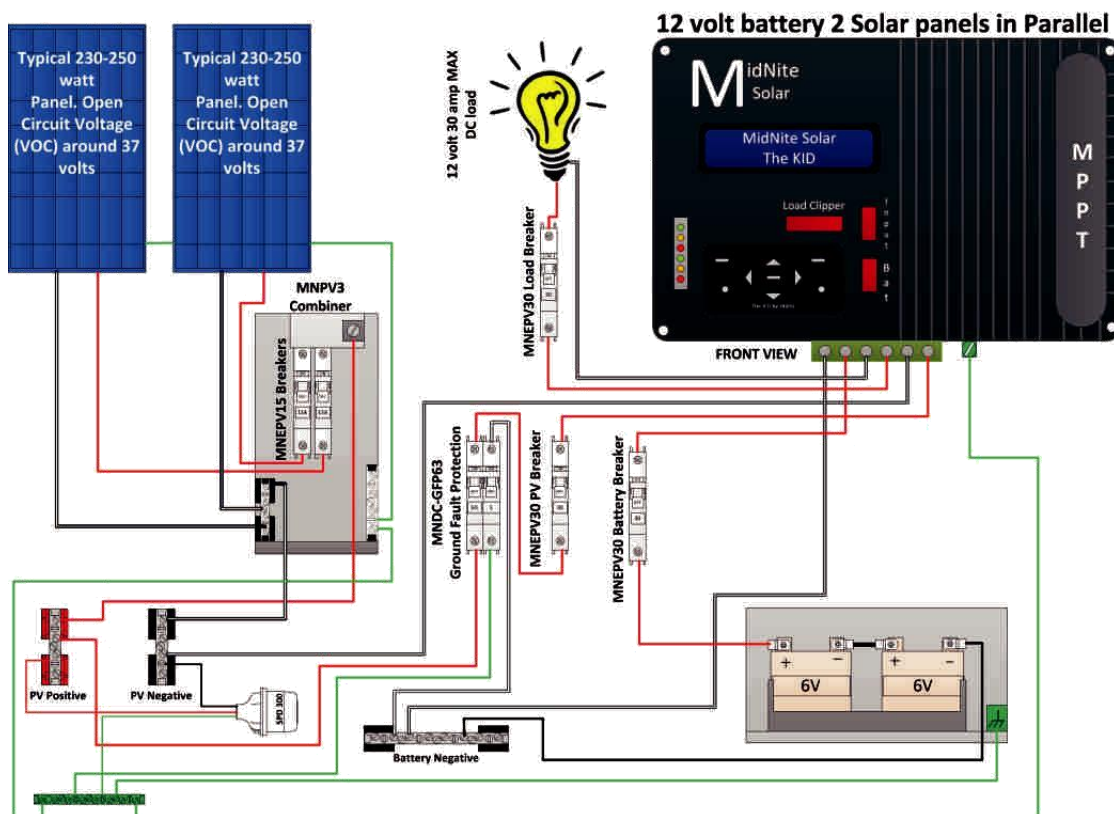 12 volt battery 2 Solar panels in Parallel
Typical 230-250
watt
Panel. Open
Circuit Voltage
(VOC) around 37
volts
Typical 230-250
watt
Panel. Open
Circuit Voltage
(VOC) around 37
volts
12 volt 30 amp MAX
DC load
MidNite
Solar
MidNite Solar
The KID
MPPT
Load Clipper
Input
Bat
MNEPV30 Load Breaker
MNPV3
Combiner
FRONT VIEW
MNEPV15 Breakers
MNDC-GFP63
Ground Fault Protection
MNEPV30 PV Breaker
MNEPV30 Battery Breaker
+ -
6V
+ -
6V
PV Positive
PV Negative
SPD 300
Battery Negative